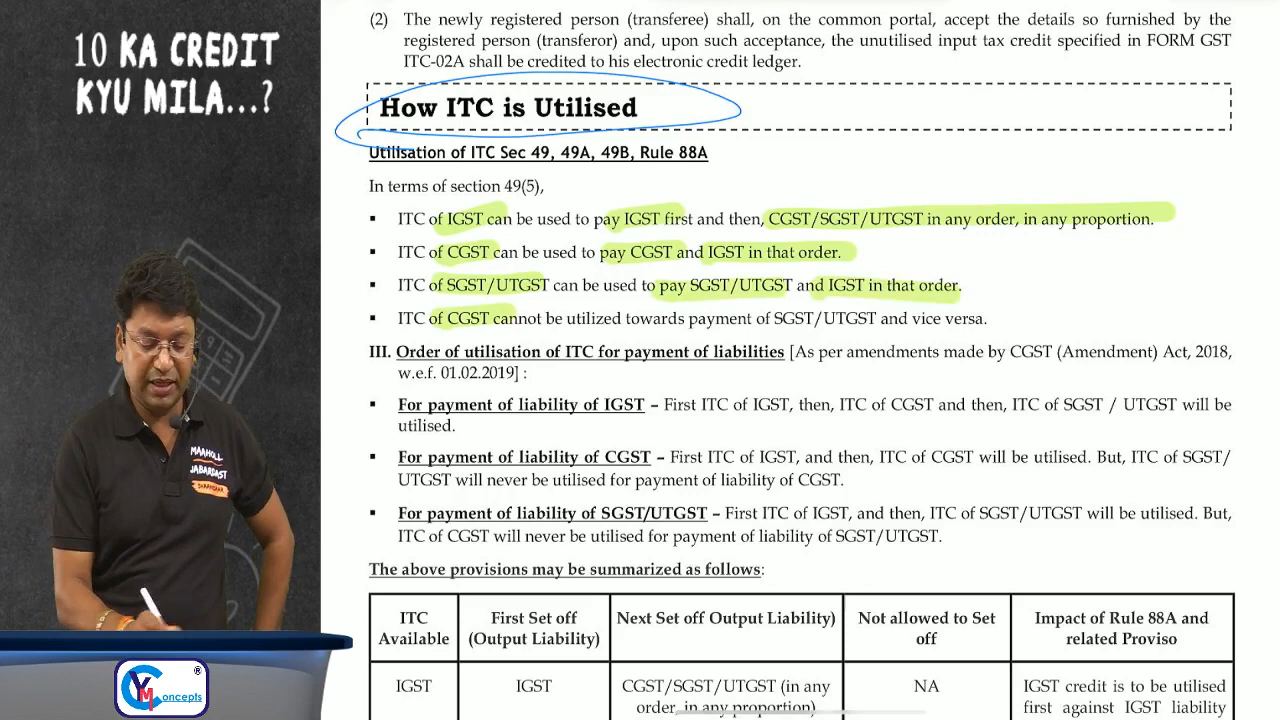 10 KA CREDIT
KYU MILA...?
(2) The newly registered person (transferee) shall, on the common portal, accept the details so furnished by the
registered person (transferor) and, upon such acceptance, the unutilised input tax credit specified in FORM GST
ITC-02A shall be credited to his electronic credit ledger.
How ITC is Utilised
Utilisation of ITC Sec 49, 49A, 49B, Rule 88A
In terms of section 49(5),
▪ ITC of IGST can be used to pay IGST first and then, CGST/SGST/UTGST in any order, in any proportion.
▪ ITC of CGST can be used to pay CGST and IGST in that order.
▪ ITC of SGST/UTGST can be used to pay SGST/UTGST and IGST in that order.
▪ ITC of CGST cannot be utilized towards payment of SGST/UTGST and vice versa.
III. Order of utilisation of ITC for payment of liabilities [As per amendments made by CGST (Amendment) Act, 2018,
w.e.f. 01.02.2019] :
▪ For payment of liability of IGST – First ITC of IGST, then, ITC of CGST and then, ITC of SGST / UTGST will be
utilised.
▪ For payment of liability of CGST – First ITC of IGST, and then, ITC of CGST will be utilised. But, ITC of SGST/
UTGST will never be utilised for payment of liability of CGST.
▪ For payment of liability of SGST/UTGST – First ITC of IGST, and then, ITC of SGST/UTGST will be utilised. But,
ITC of CGST will never be utilised for payment of liability of SGST/UTGST.
The above provisions may be summarized as follows:
ITC
Available
First Set off
(Output Liability)
Next Set off Output Liability)
Not allowed to Set
off
Impact of Rule 88A and
related Proviso
IGST
IGST
CGST/SGST/UTGST (in any
order, in any proportion)
NA
IGST credit is to be utilised
first against IGST liability
MAAHOLL
JABARDAST
CYM
oncepts
®